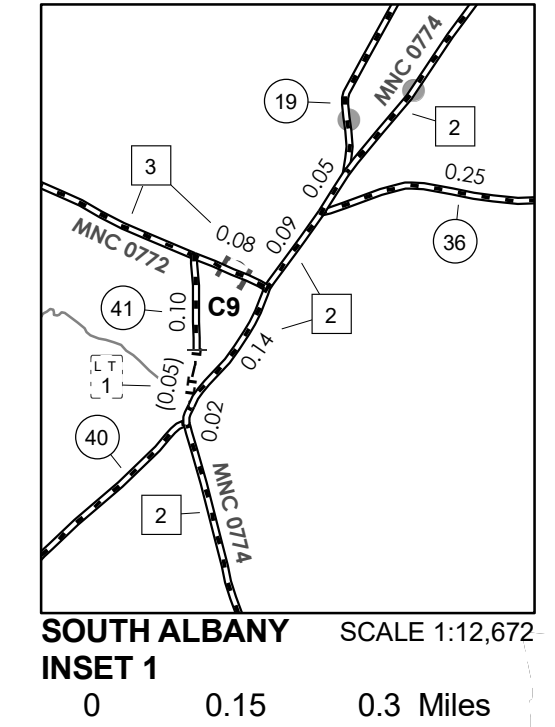 MNC 0774
19
2
3
0.05
0.25
0.08
0.09
36
MNC 0772
41
0.10
C9
2
0.14
L T
1
(0.05)
LT
0.02
40
2
MNC 0774
SOUTH ALBANY
INSET 1
SCALE 1:12,672
0 0.15 0.3 Miles